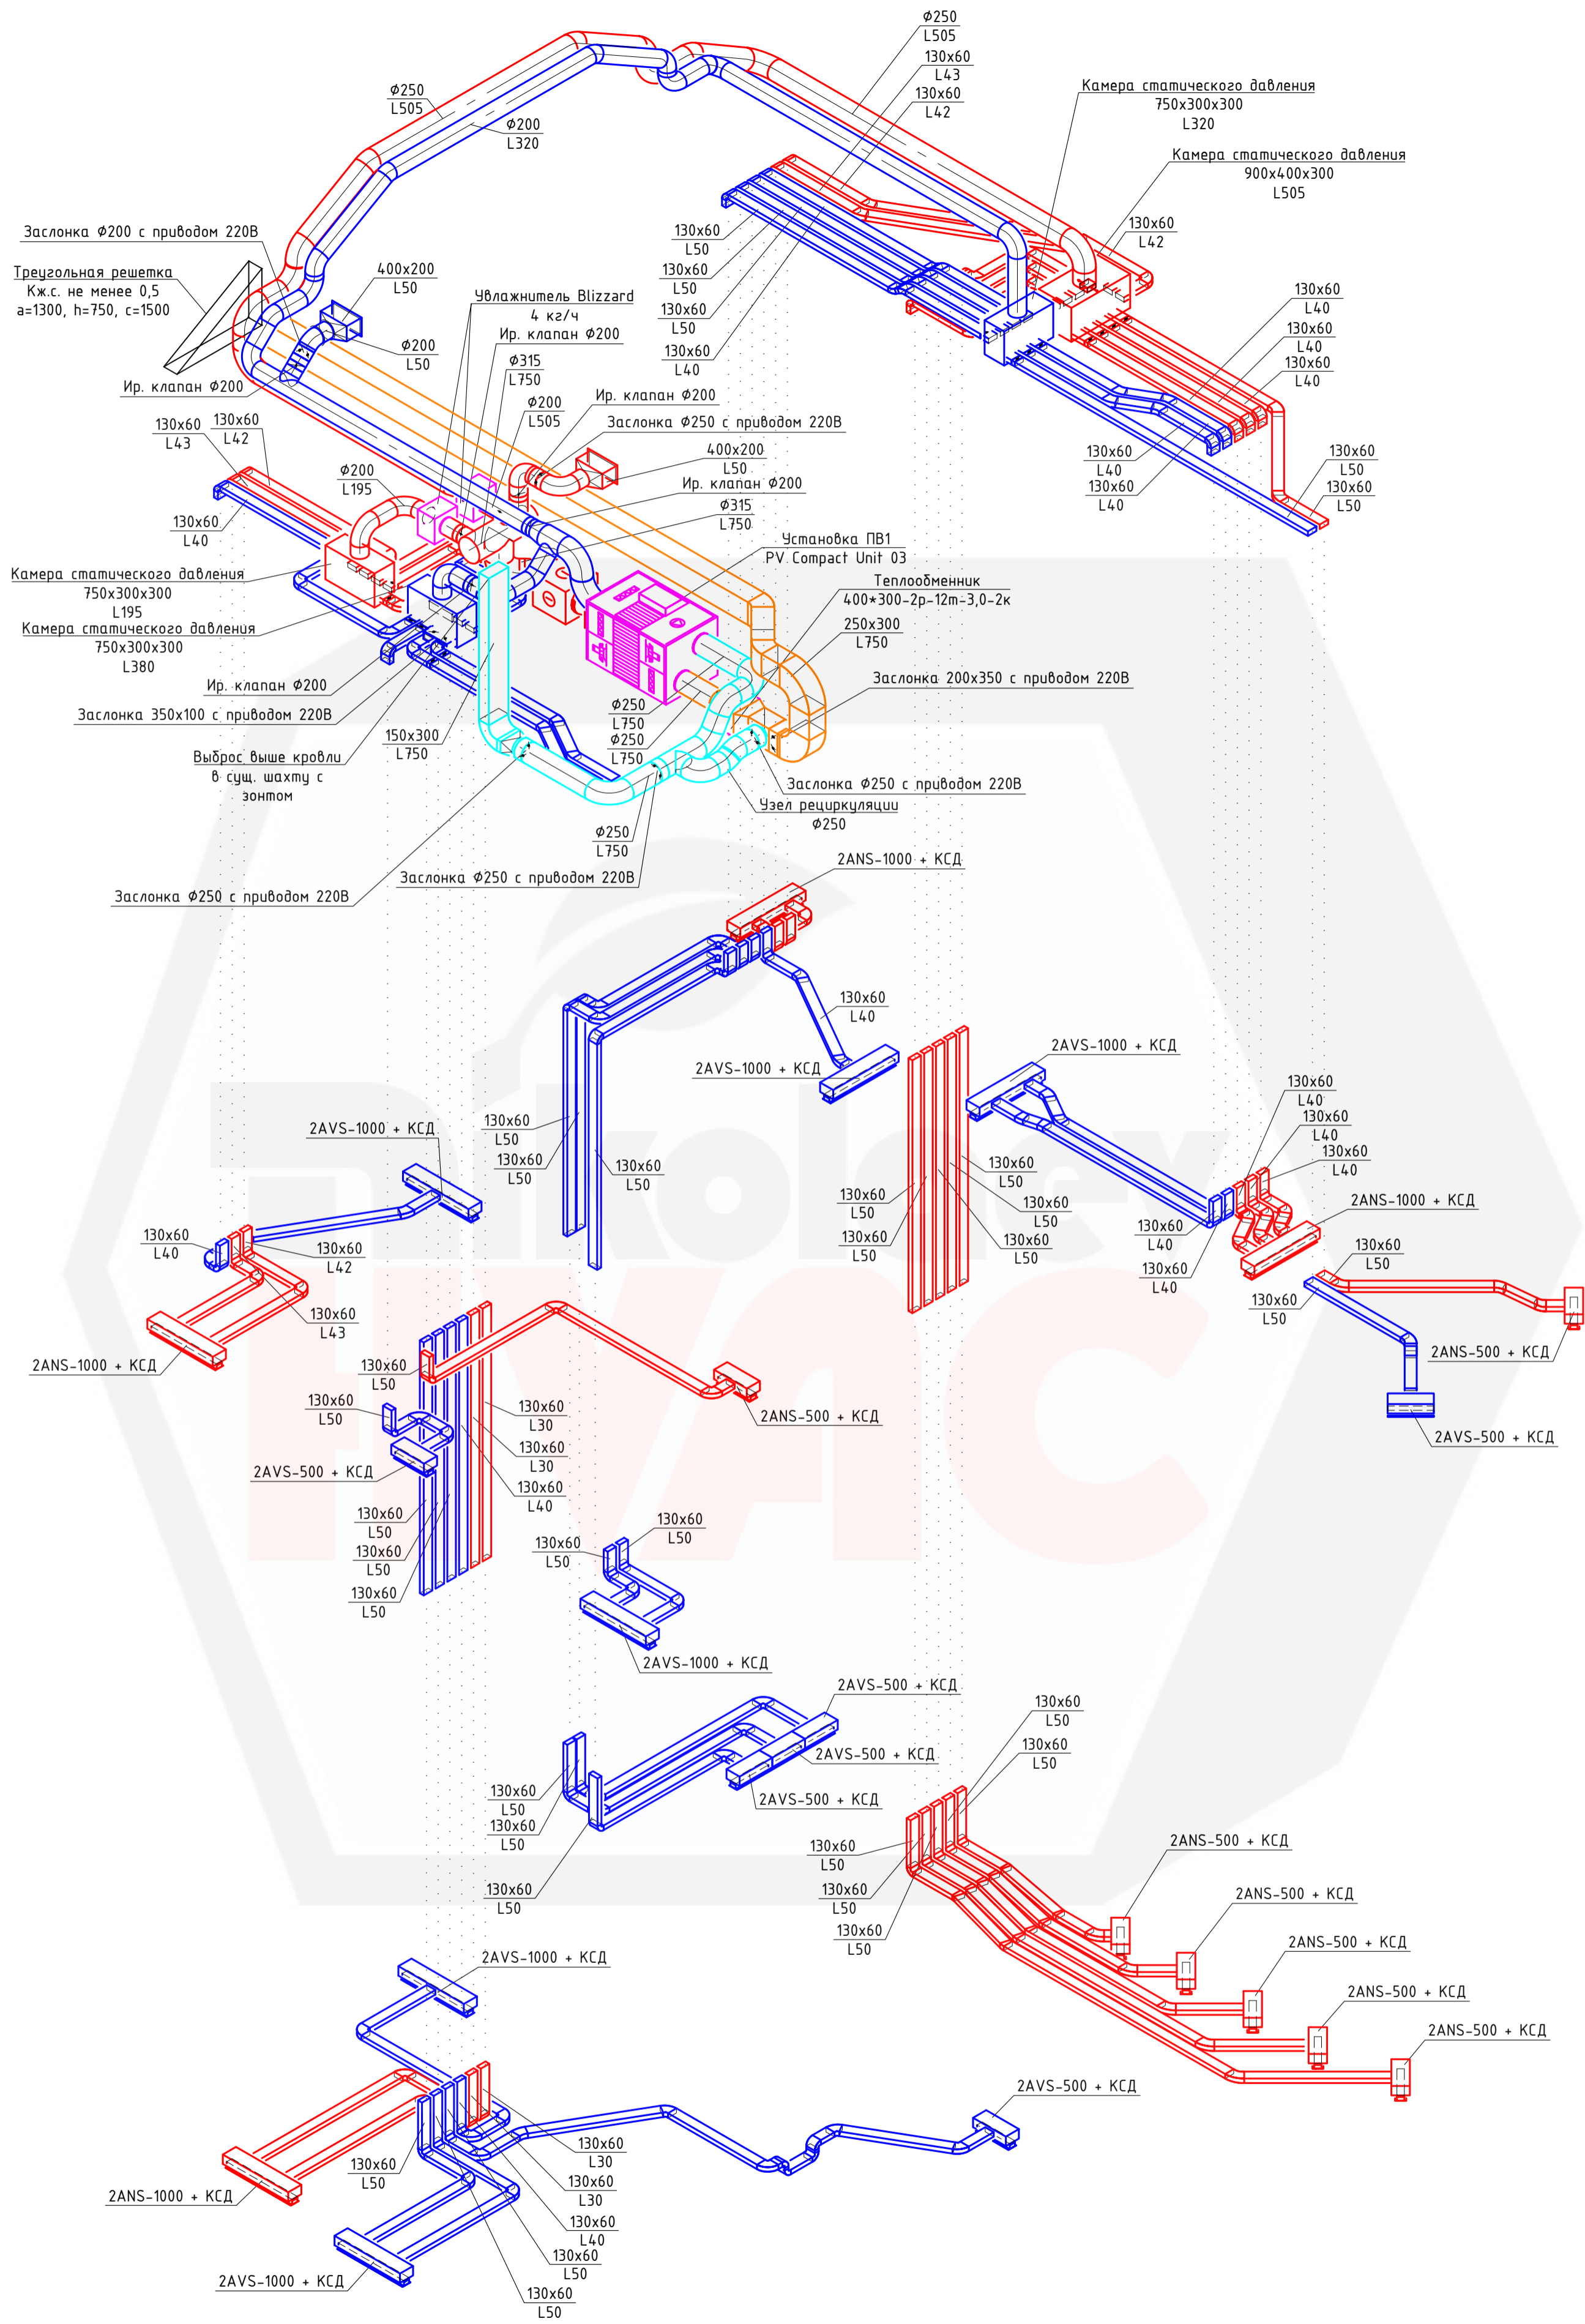 Ф250
L505
130x60
L43
130x60
L42
Камера статического давления
750x300x300
L320
Ф250
L505
Ф200
L320
Камера статического давления
900x400x300
L505
130x60
L42
Заслонка Ф200 с приводом 220В
Треугольная решетка
Кж.с. не менее 0,5
a=1300, h=750, c=1500
400x200
L50
Увлажнитель Blizzard
4 кг/ч
Ир. клапан Ф200
Ф200
L50
Ф315
L750
Ир. клапан Ф200
Ф200
L505
Ир. клапан Ф200
Заслонка Ф250 с приводом 220В
400x200
L50
Ир. клапан Ф200
Ф315
L750
130x60
L50
130x60
L50
130x60
L50
130x60
L40
130x60
L40
130x60
L40
130x60
L40
130x60
L40
130x60
L40
130x60
L50
130x60
L50
130x60
L43
130x60
L42
Ф200
L195
130x60
L40
Установка ПВ1
PV Compact Unit 03
Теплообменник
400*300-2р-12m-3,0-2к
250x300
L750
Заслонка 200x350 с приводом 220В
Камера статического давления
750x300x300
L195
Камера статического давления
750x300x300
L380
Ир. клапан Ф200
Заслонка 350x100 с приводом 220В
Выброс выше кровли
в сущ. шахту с
зонтом
150x300
L750
Ф250
L750
Ф250
L750
Заслонка Ф250 с приводом 220В
Узел рециркуляции
Ф250
Ф250
L750
Заслонка Ф250 с приводом 220В
Заслонка Ф250 с приводом 220В
2ANS-1000 + КСД
130x60
L40
2AVS-1000 + КСД
2AVS-1000 + КСД
130x60
L50
130x60
L50
130x60
L50
130x60
L50
130x60
L50
130x60
L50
130x60
L50
130x60
L50
130x60
L40
130x60
L40
130x60
L40
2ANS-1000 + КСД
130x60
L40
130x60
L40
130x60
L50
130x60
L50
2ANS-500 + КСД
2AVS-500 + КСД
2AVS-1000 + КСД
130x60
L40
130x60
L42
130x60
L43
2ANS-1000 + КСД
130x60
L50
130x60
L50
2AVS-500 + КСД
130x60
L30
130x60
L30
130x60
L40
2ANS-500 + КСД
130x60
L50
130x60
L50
130x60
L50
130x60
L50
130x60
L50
2AVS-1000 + КСД
2AVS-500 + КСД
2AVS-500 + КСД
2AVS-500 + КСД
130x60
L50
130x60
L50
130x60
L50
130x60
L50
130x60
L50
130x60
L50
130x60
L50
130x60
L50
2ANS-500 + КСД
2ANS-500 + КСД
2ANS-500 + КСД
2ANS-500 + КСД
2ANS-500 + КСД
2AVS-1000 + КСД
2AVS-500 + КСД
130x60
L50
130x60
L30
130x60
L30
130x60
L40
130x60
L50
130x60
L50
2ANS-1000 + КСД
2AVS-1000 + КСД
HVAC